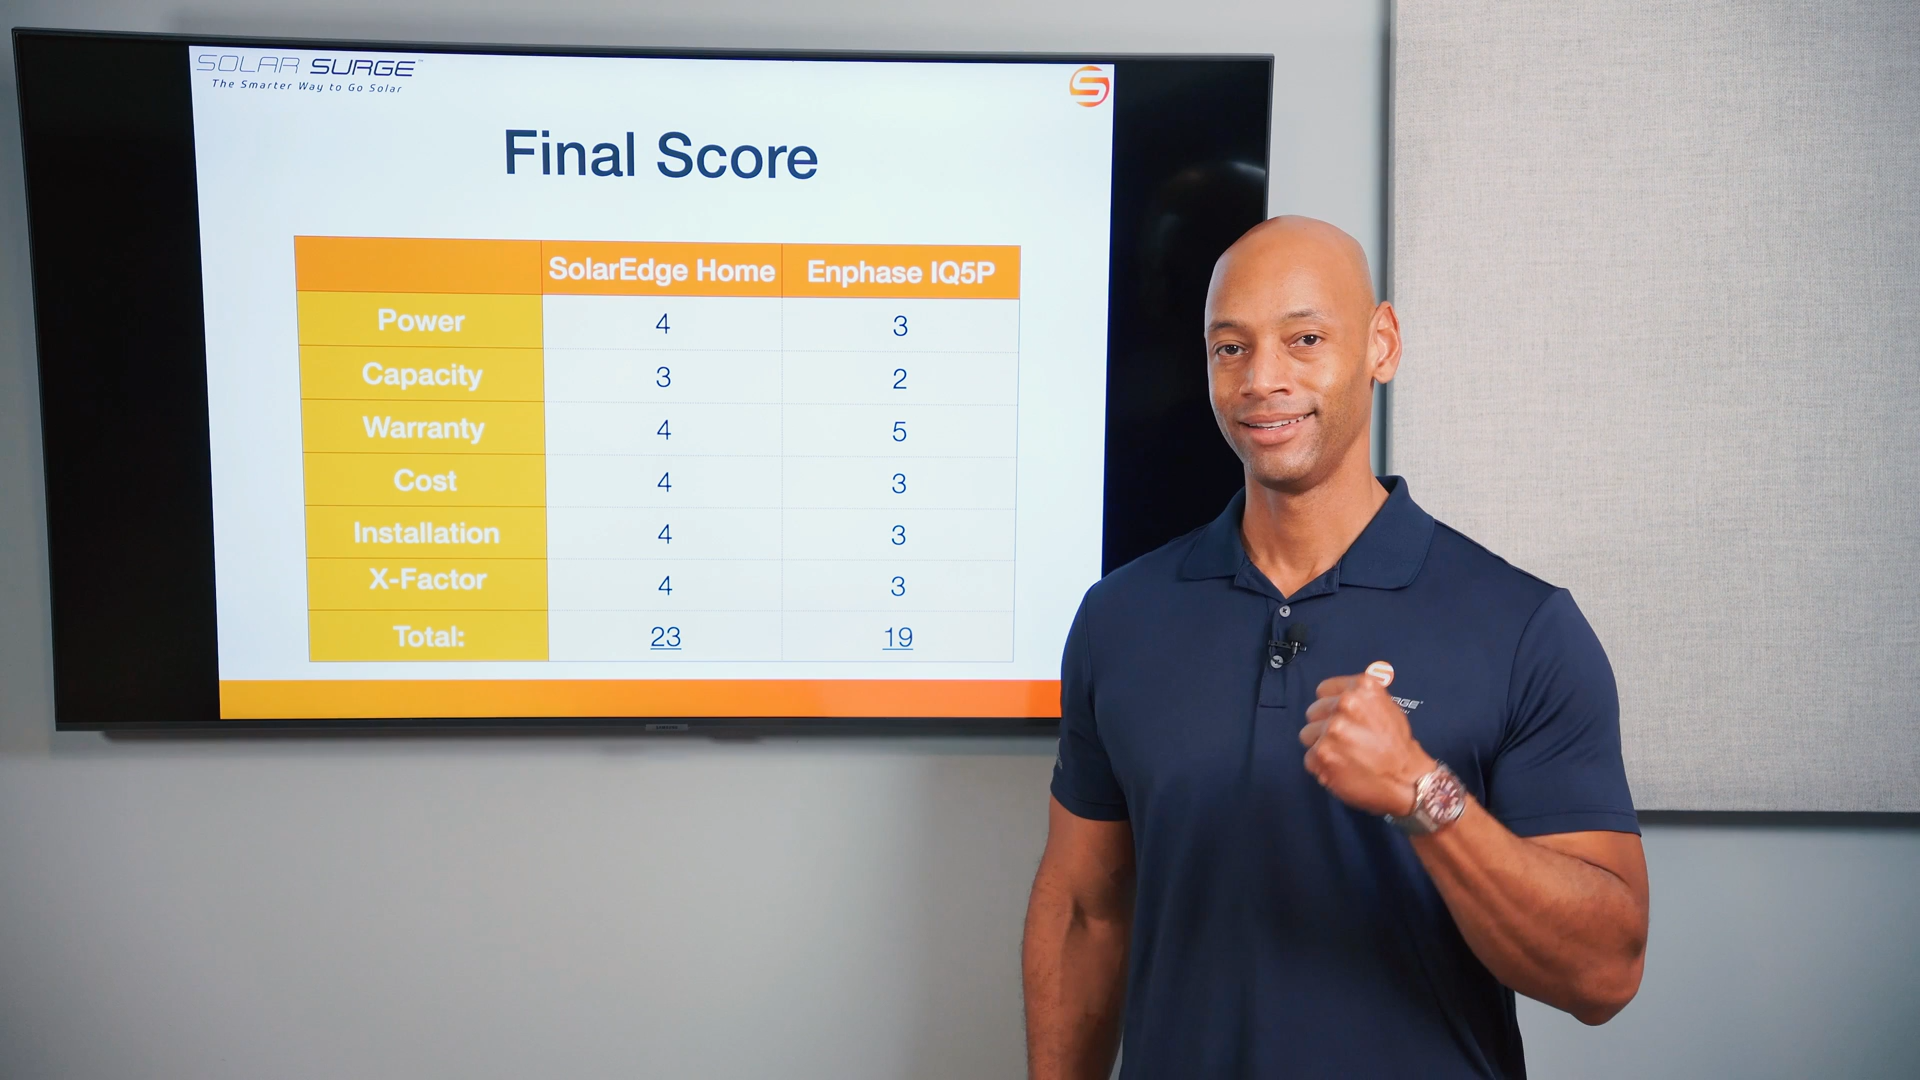 SOLAR SURGE™
The Smarter Way to Go Solar
Final Score
SolarEdge Home Enphase IQ5P
Power 4 3
Capacity 3 2
Warranty 4 5
Cost 4 3
Installation 4 3
X-Factor 4 3
Total: 23 19